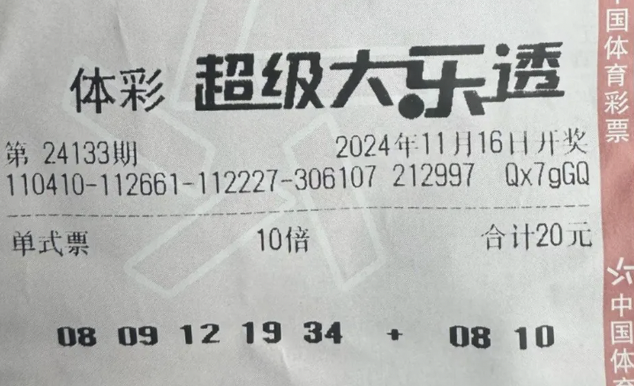 体彩 超级大乐透
第 24133期 2024年11月16日开奖
110410-112661-112227-306107 212997 Qx7gGQ
单式票 10倍 合计20元
08 09 12 19 34 + 08 10
中国体育彩票
中国体